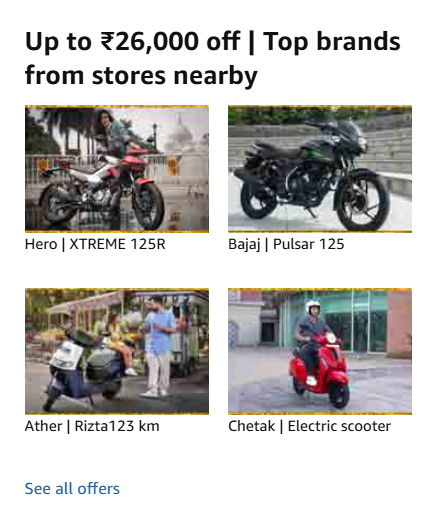 Up to ₹26,000 off | Top brands
from stores nearby
Hero | XTREME 125R
Bajaj | Pulsar 125
Ather | Rizta123 km
Chetak | Electric scooter
See all offers